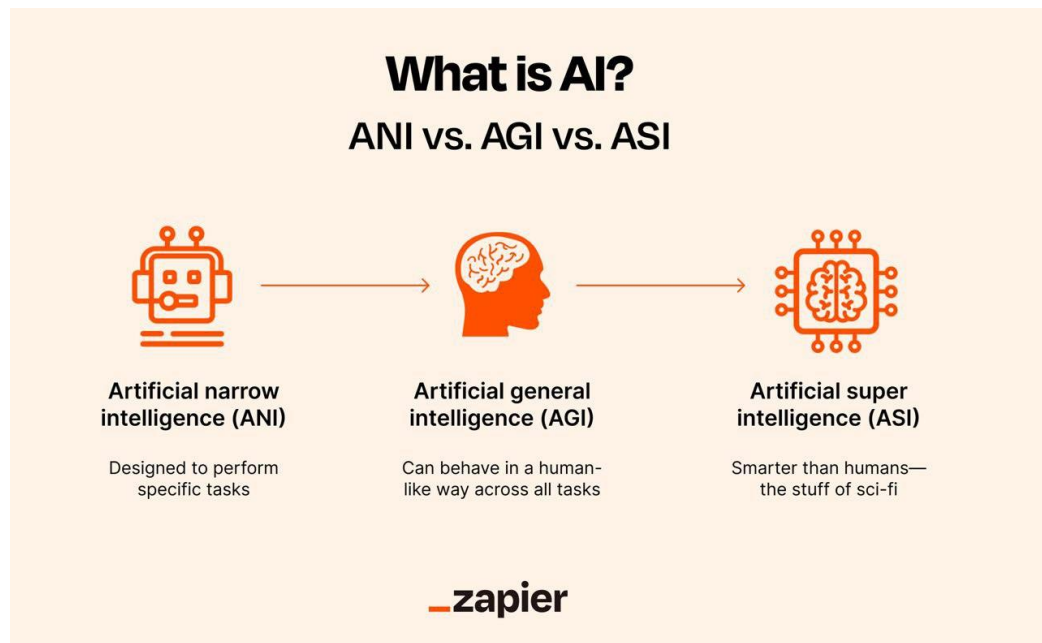 What is AI?
ANI vs. AGI vs. ASI
Artificial narrow
intelligence (ANI)
Designed to perform
specific tasks
Artificial general
intelligence (AGI)
Can behave in a human-
like way across all tasks
Artificial super
intelligence (ASI)
Smarter than humans—
the stuff of sci-fi
_zapier